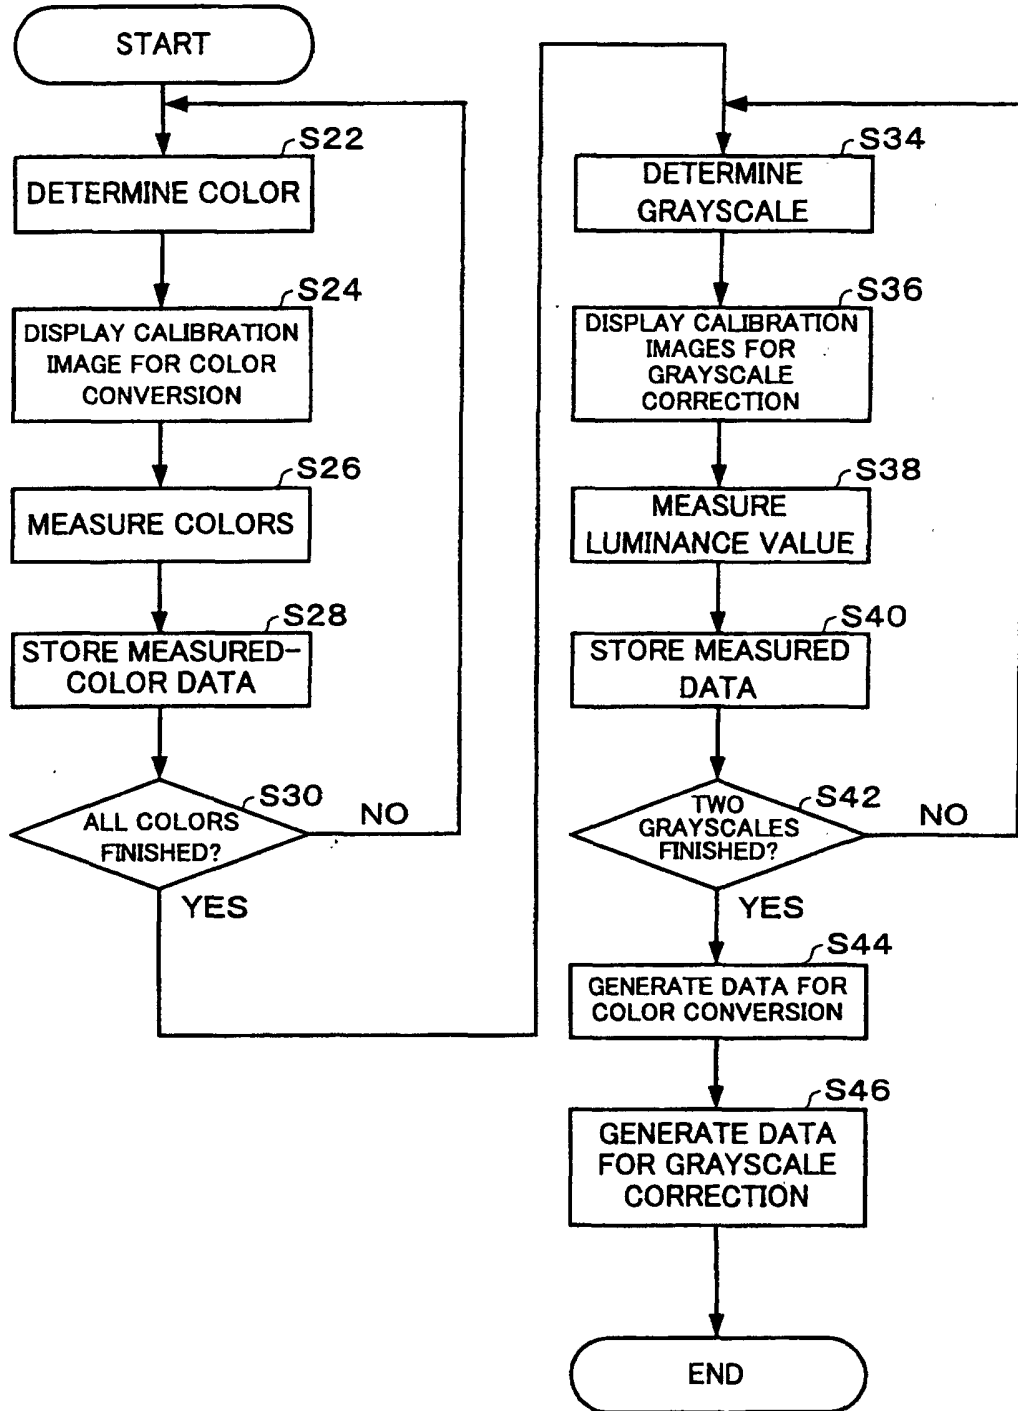 START
S22
DETERMINE COLOR
S24
DISPLAY CALIBRATION
IMAGE FOR COLOR
CONVERSION
S26
MEASURE COLORS
S28
STORE MEASURED-
COLOR DATA
S30
ALL COLORS
FINISHED?
NO
YES
S34
DETERMINE
GRAYSCALE
S36
DISPLAY CALIBRATION
IMAGES FOR
GRAYSCALE
CORRECTION
S38
MEASURE
LUMINANCE VALUE
S40
STORE MEASURED
DATA
S42
TWO
GRAYSCALES
FINISHED?
NO
YES
S44
GENERATE DATA FOR
COLOR CONVERSION
S46
GENERATE DATA
FOR GRAYSCALE
CORRECTION
END